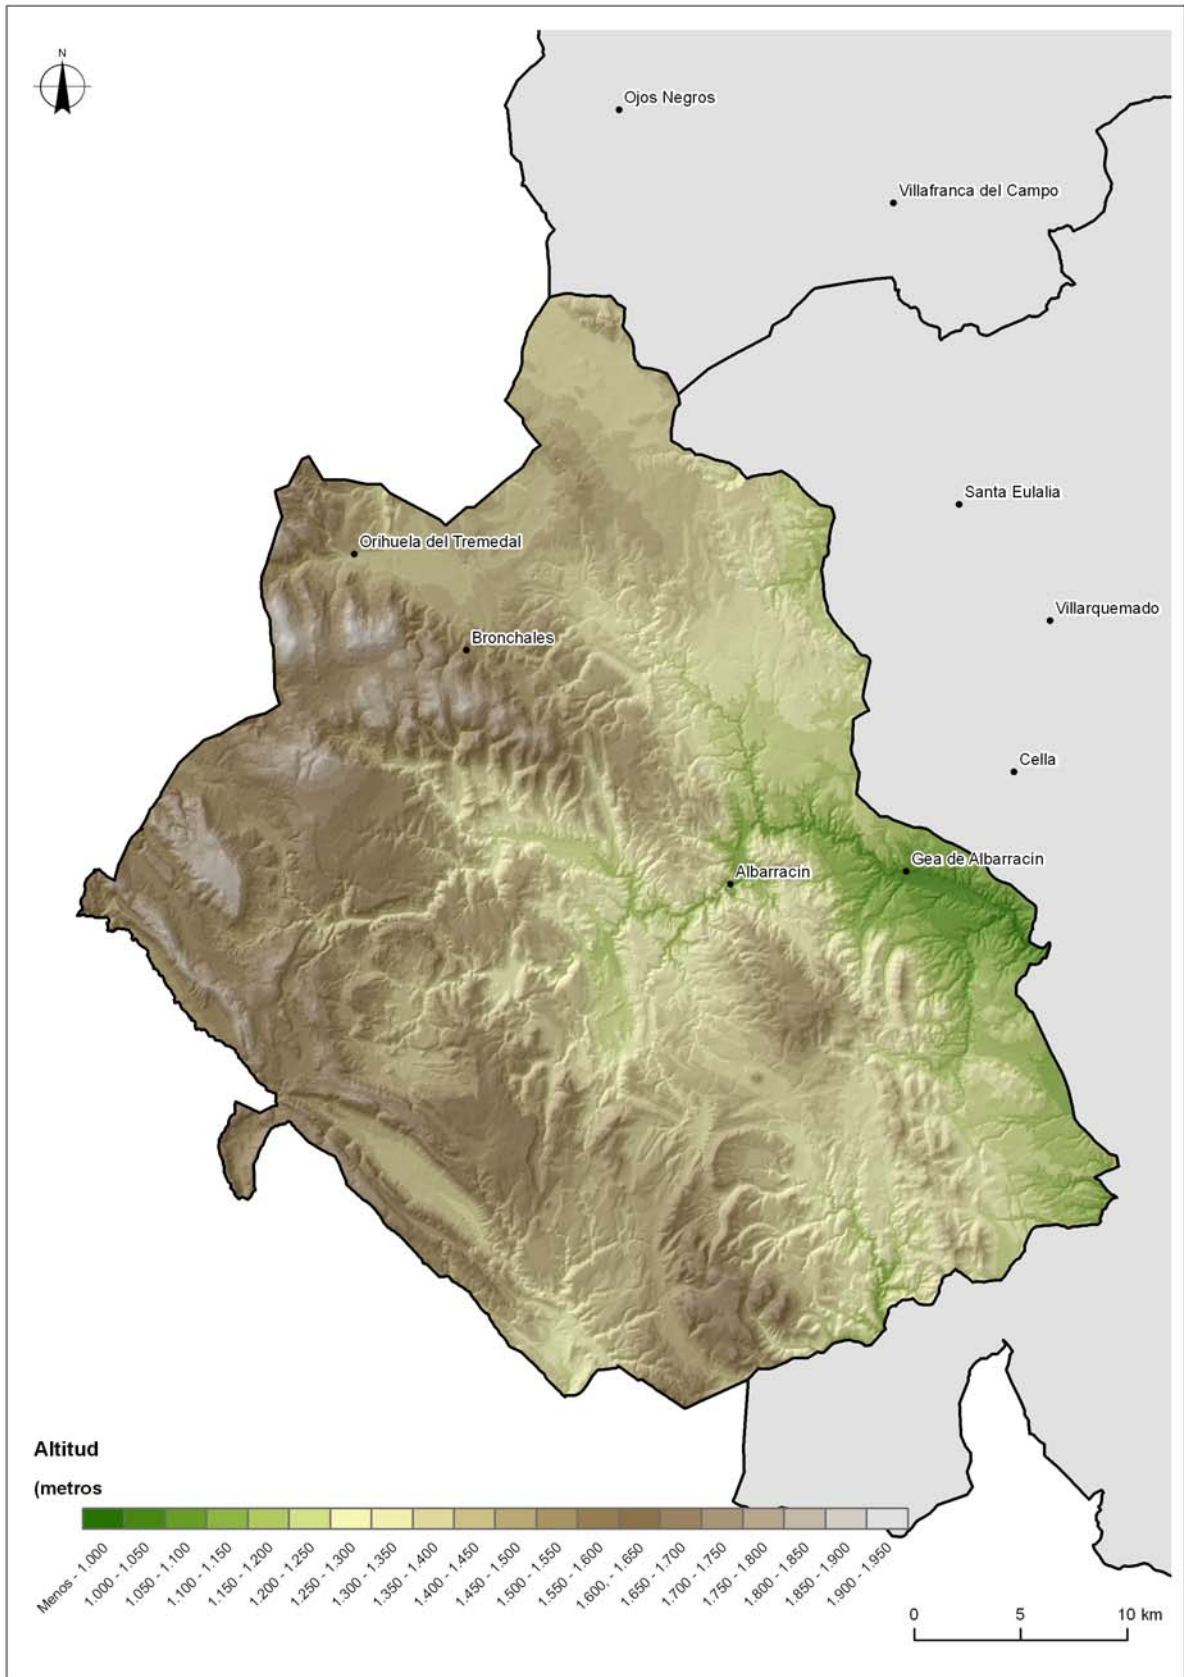 N
Ojos Negros
Villafranca del Campo
Santa Eulalia
Orihuela del Tremedal
Villarquemado
Bronchales
Cella
Gea de Albarracín
Albarracín
Altitud
(metros
Menos - 1.000
1.000 - 1.050
1.050 - 1.100
1.100 - 1.150
1.150 - 1.200
1.200 - 1.250
1.250 - 1.300
1.300 - 1.350
1.350 - 1.400
1.400 - 1.450
1.450 - 1.500
1.500 - 1.550
1.550 - 1.600
1.600. - 1.650
1.650 - 1.700
1.700 - 1.750
1.750 - 1.800
1.800 - 1.850
1.850 - 1.900
1.900 - 1.950
0 5 10 km